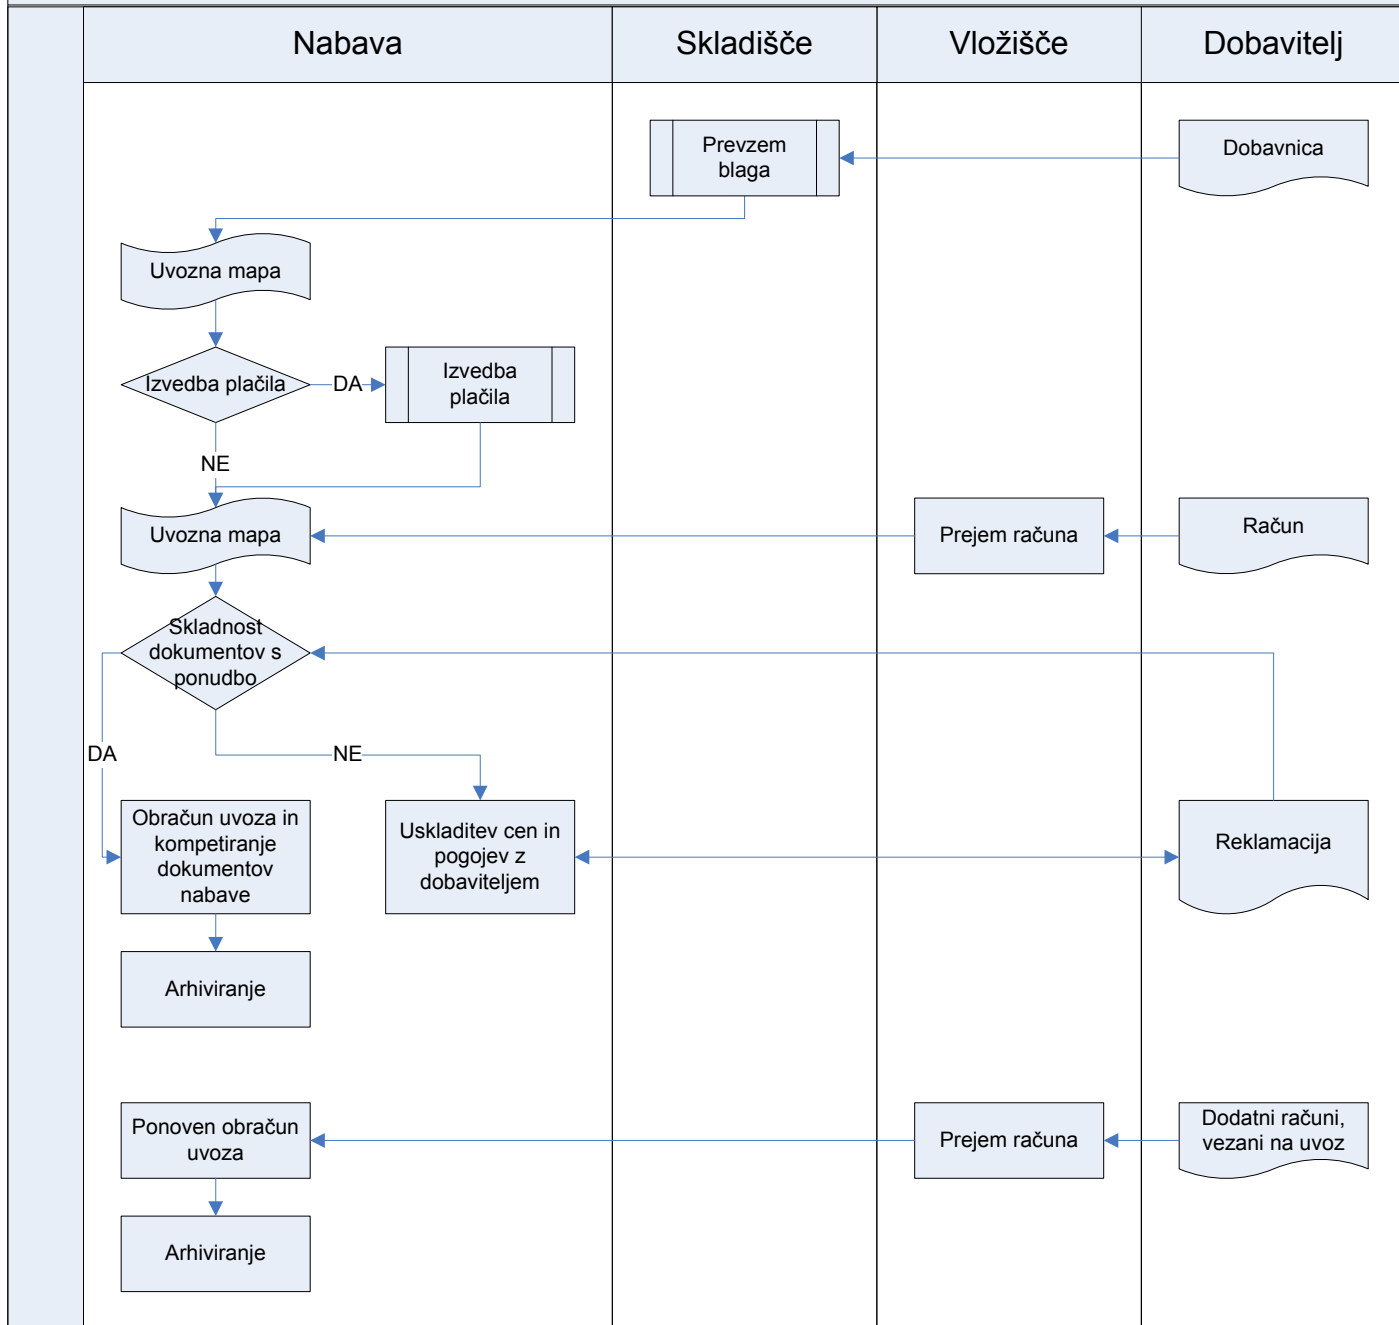 Nabava
Skladišče
Vložišče
Dobavitelj
Prevzem
blaga
Dobavnica
Uvozna mapa
Izvedba plačila
DA
Izvedba
plačila
NE
Uvozna mapa
Prejem računa
Račun
Skladnost
dokumentov s
ponudbo
DA
NE
Obračun uvoza in
kompetiranje
dokumentov
nabave
Uskladitev cen in
pogojev z
dobaviteljem
Reklamacija
Arhiviranje
Ponoven obračun
uvoza
Prejem računa
Dodatni računi,
vezani na uvoz
Arhiviranje